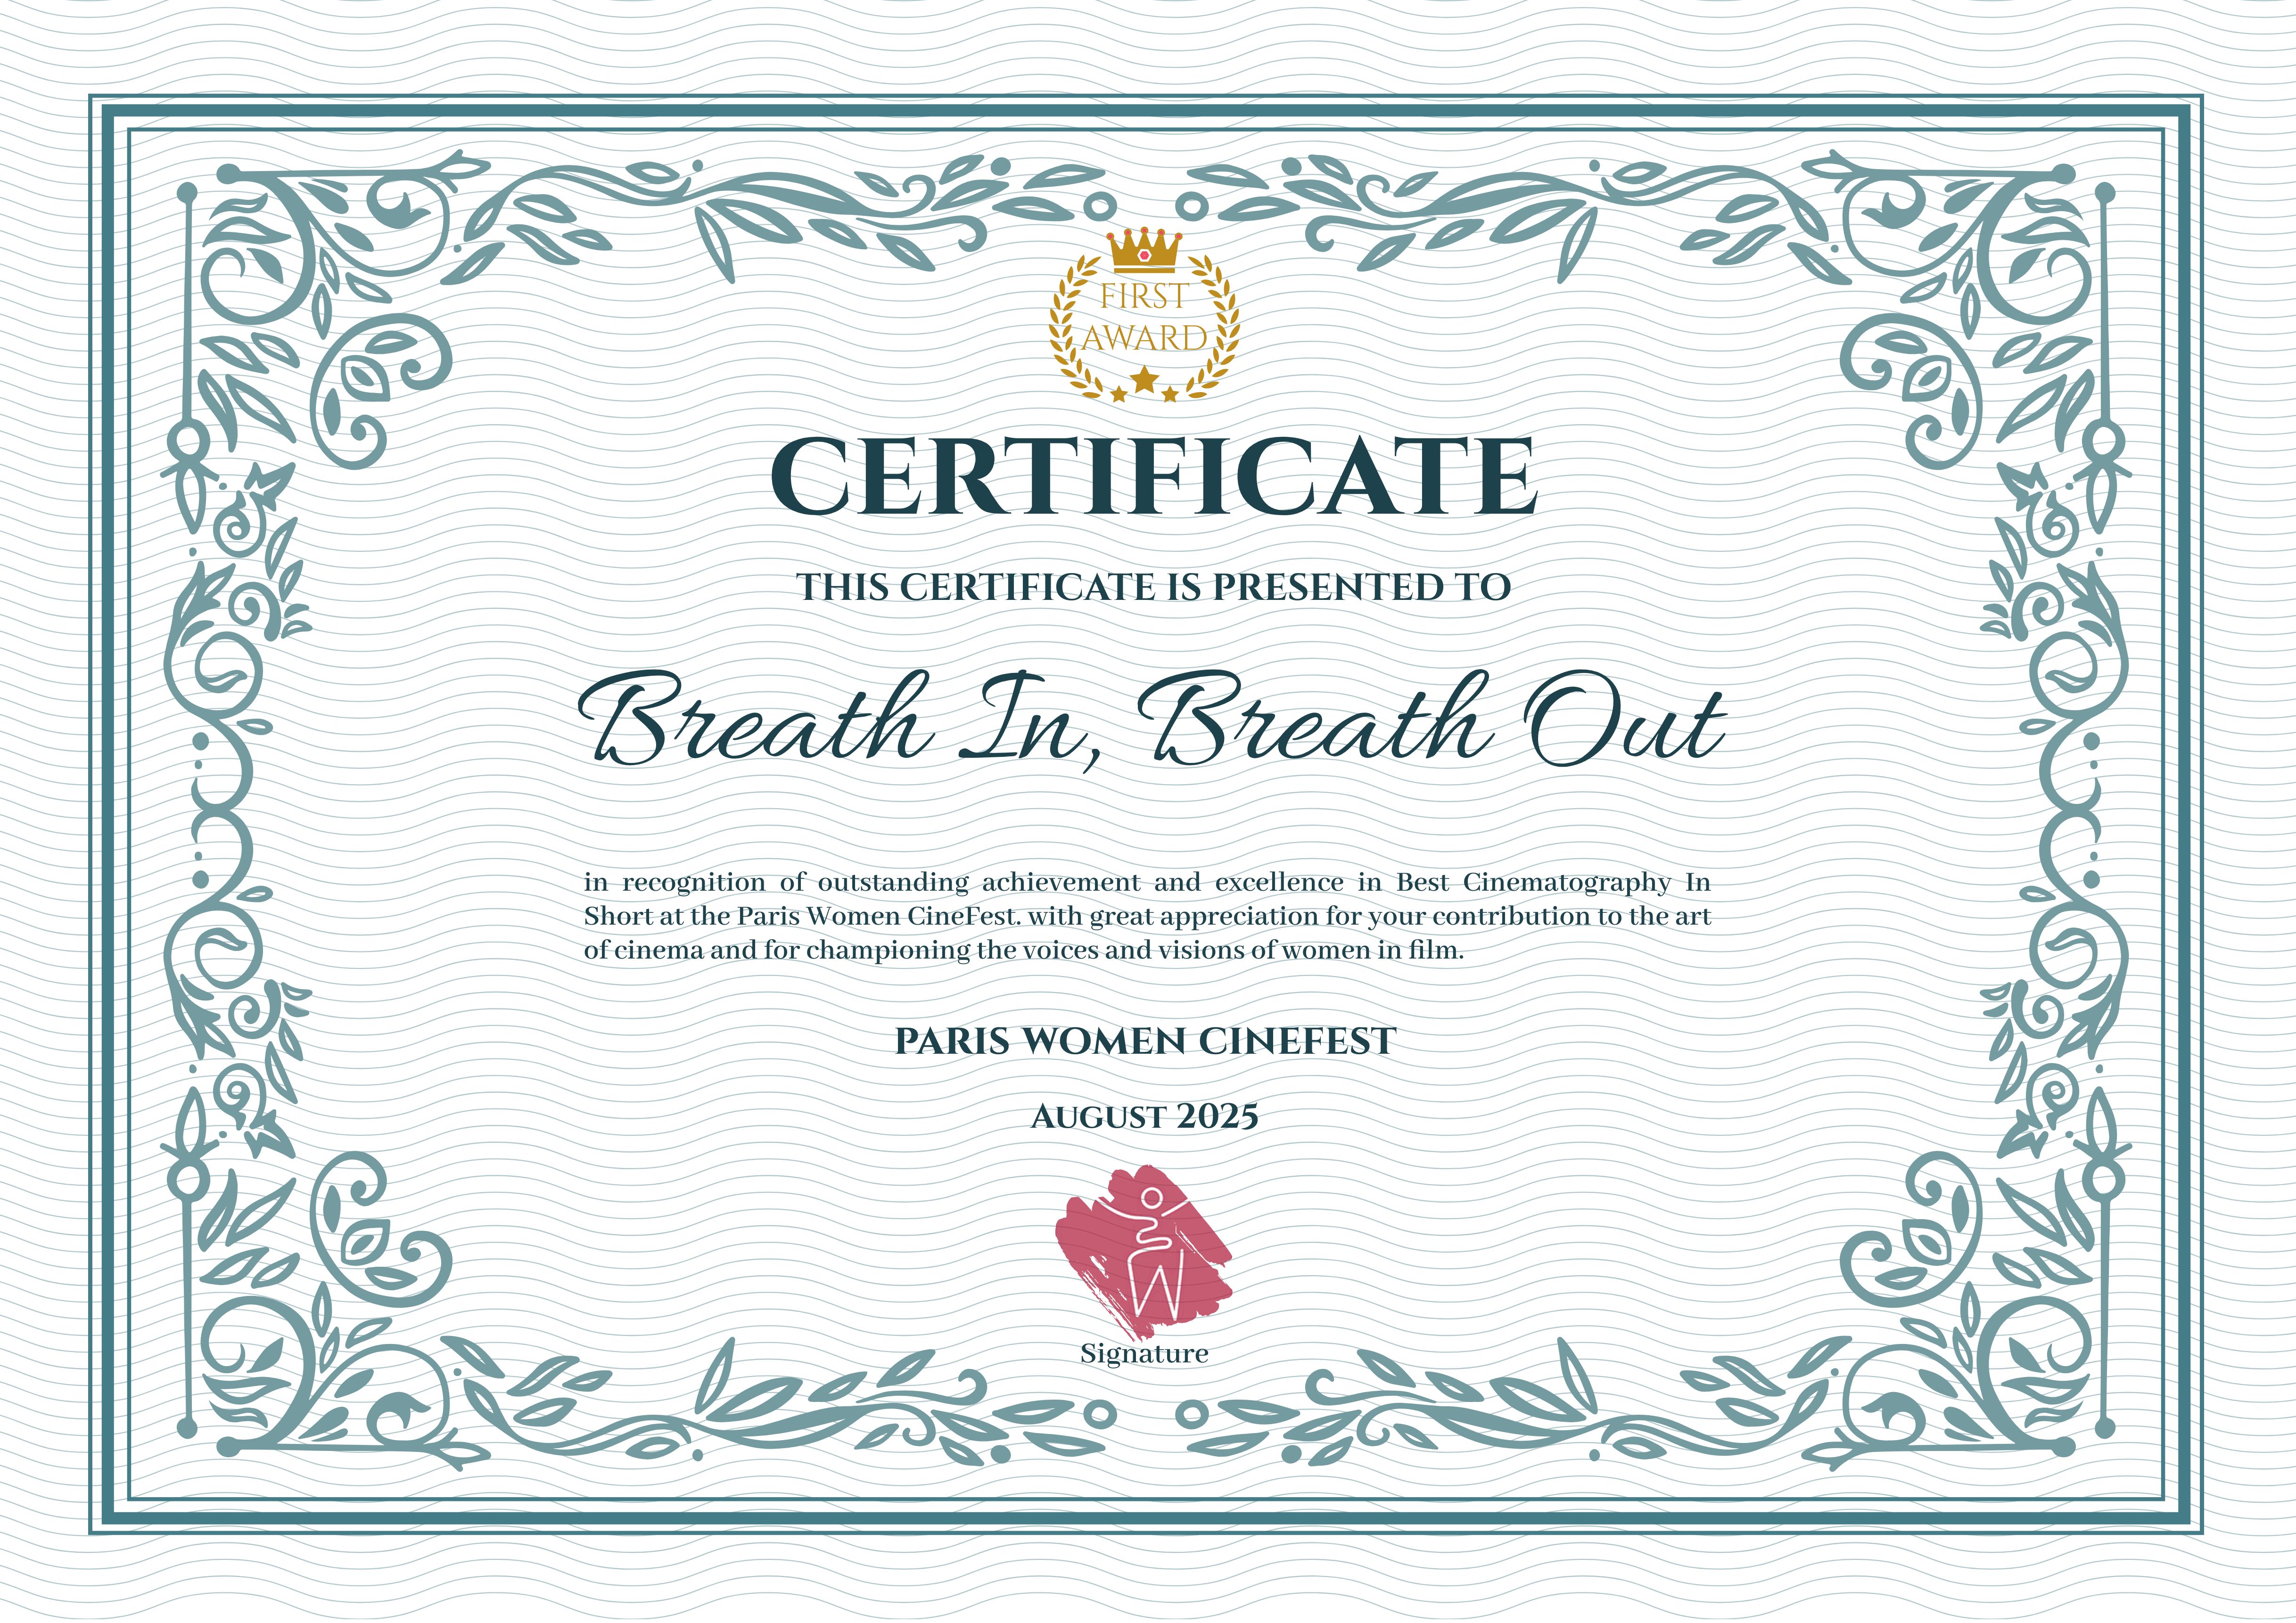 FIRST
AWARD
CERTIFICATE
THIS CERTIFICATE IS PRESENTED TO
Breath In, Breath Out
in recognition of outstanding achievement and excellence in Best Cinematography In
Short at the Paris Women CineFest. with great appreciation for your contribution to the art
of cinema and for championing the voices and visions of women in film.
PARIS WOMEN CINEFEST
AUGUST 2025
Signature